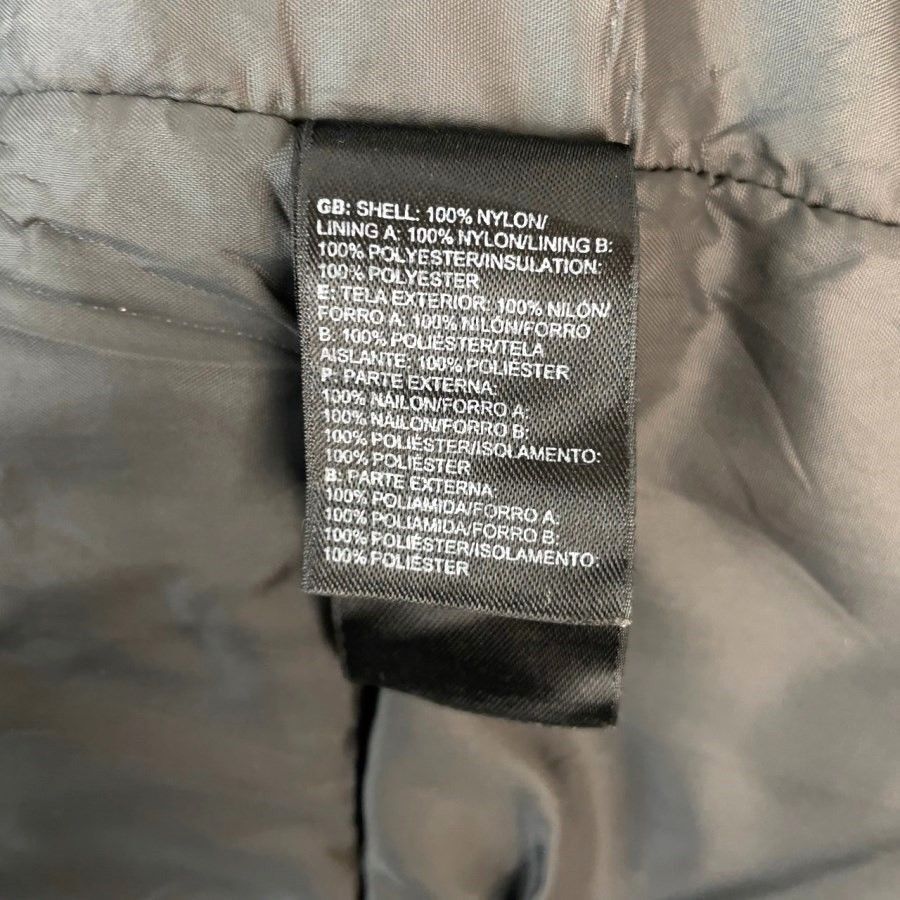 GB: SHELL: 100% NYLON/
LINING A: 100% NYLON/LINING B:
100% POLYESTER/INSULATION:
100% POLYESTER
E: TELA EXTERIOR: 100% NILÓN/
FORRO A: 100% NILÓN/FORRO
B: 100% POLIÉSTER/TELA
AISLANTE: 100% POLIÉSTER
P: PARTE EXTERNA:
100% NÁILON/FORRO A:
100% NÁILON/FORRO B:
100% POLIÉSTER/ISOLAMENTO:
100% POLIÉSTER
B: PARTE EXTERNA:
100% POLIAMIDA/FORRO A:
100% POLIAMIDA/FORRO B:
100% POLIÉSTER/ISOLAMENTO:
100% POLIÉSTER